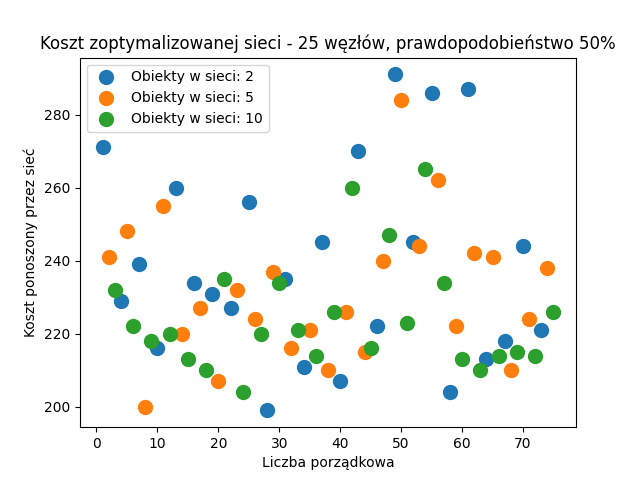 Koszt zoptymalizowanej sieci - 25 węzłów, prawdopodobieństwo 50%
Obiekty w sieci: 2
Obiekty w sieci: 5
Obiekty w sieci: 10
Koszt ponoszony przez sieć
280
260
240
220
200
0 10 20 30 40 50 60 70
Liczba porządkowa